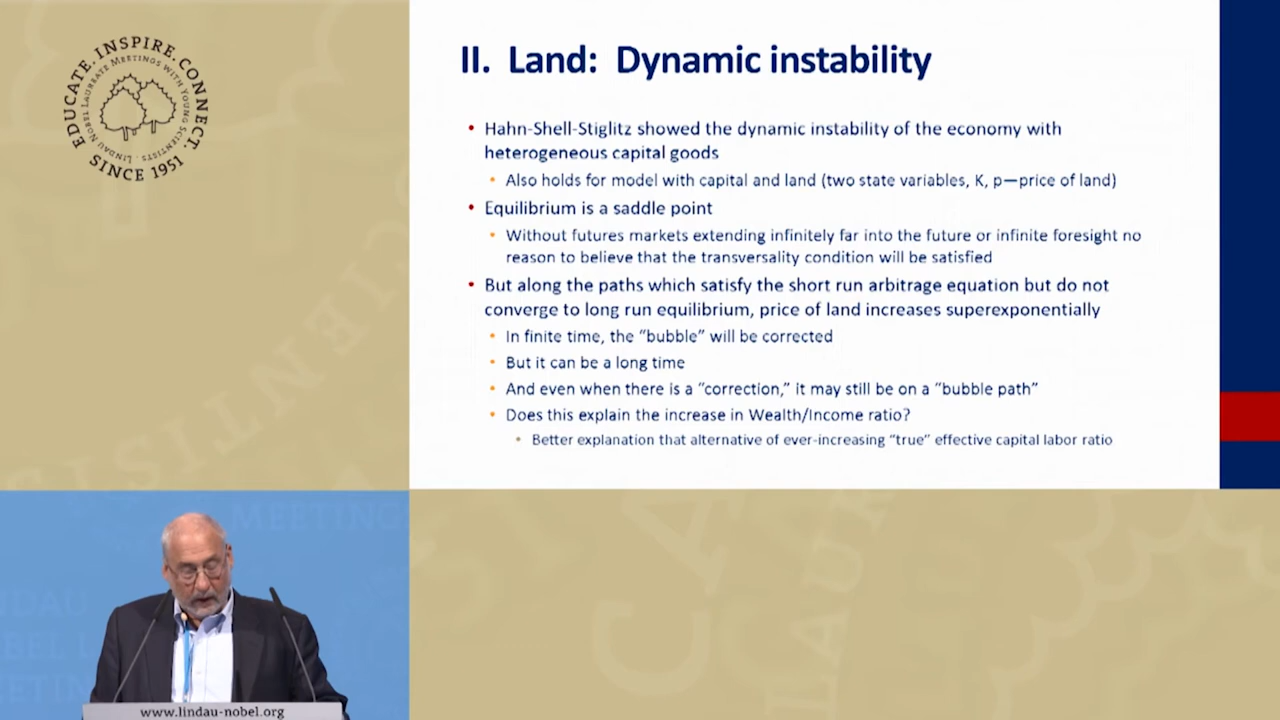 EDUCATE. INSPIRE. CONNECT.
LINDAU NOBEL LAUREATE MEETINGS WITH YOUNG SCIENTISTS
SINCE 1951
II. Land: Dynamic instability
• Hahn-Shell-Stiglitz showed the dynamic instability of the economy with
heterogeneous capital goods
• Also holds for model with capital and land (two state variables, K, p—price of land)
• Equilibrium is a saddle point
• Without futures markets extending infinitely far into the future or infinite foresight no
reason to believe that the transversality condition will be satisfied
• But along the paths which satisfy the short run arbitrage equation but do not
converge to long run equilibrium, price of land increases superexponentially
• In finite time, the “bubble” will be corrected
• But it can be a long time
• And even when there is a “correction,” it may still be on a “bubble path”
• Does this explain the increase in Wealth/Income ratio?
• Better explanation that alternative of ever-increasing “true” effective capital labor ratio
MEETING
www.lindau-nobel.org